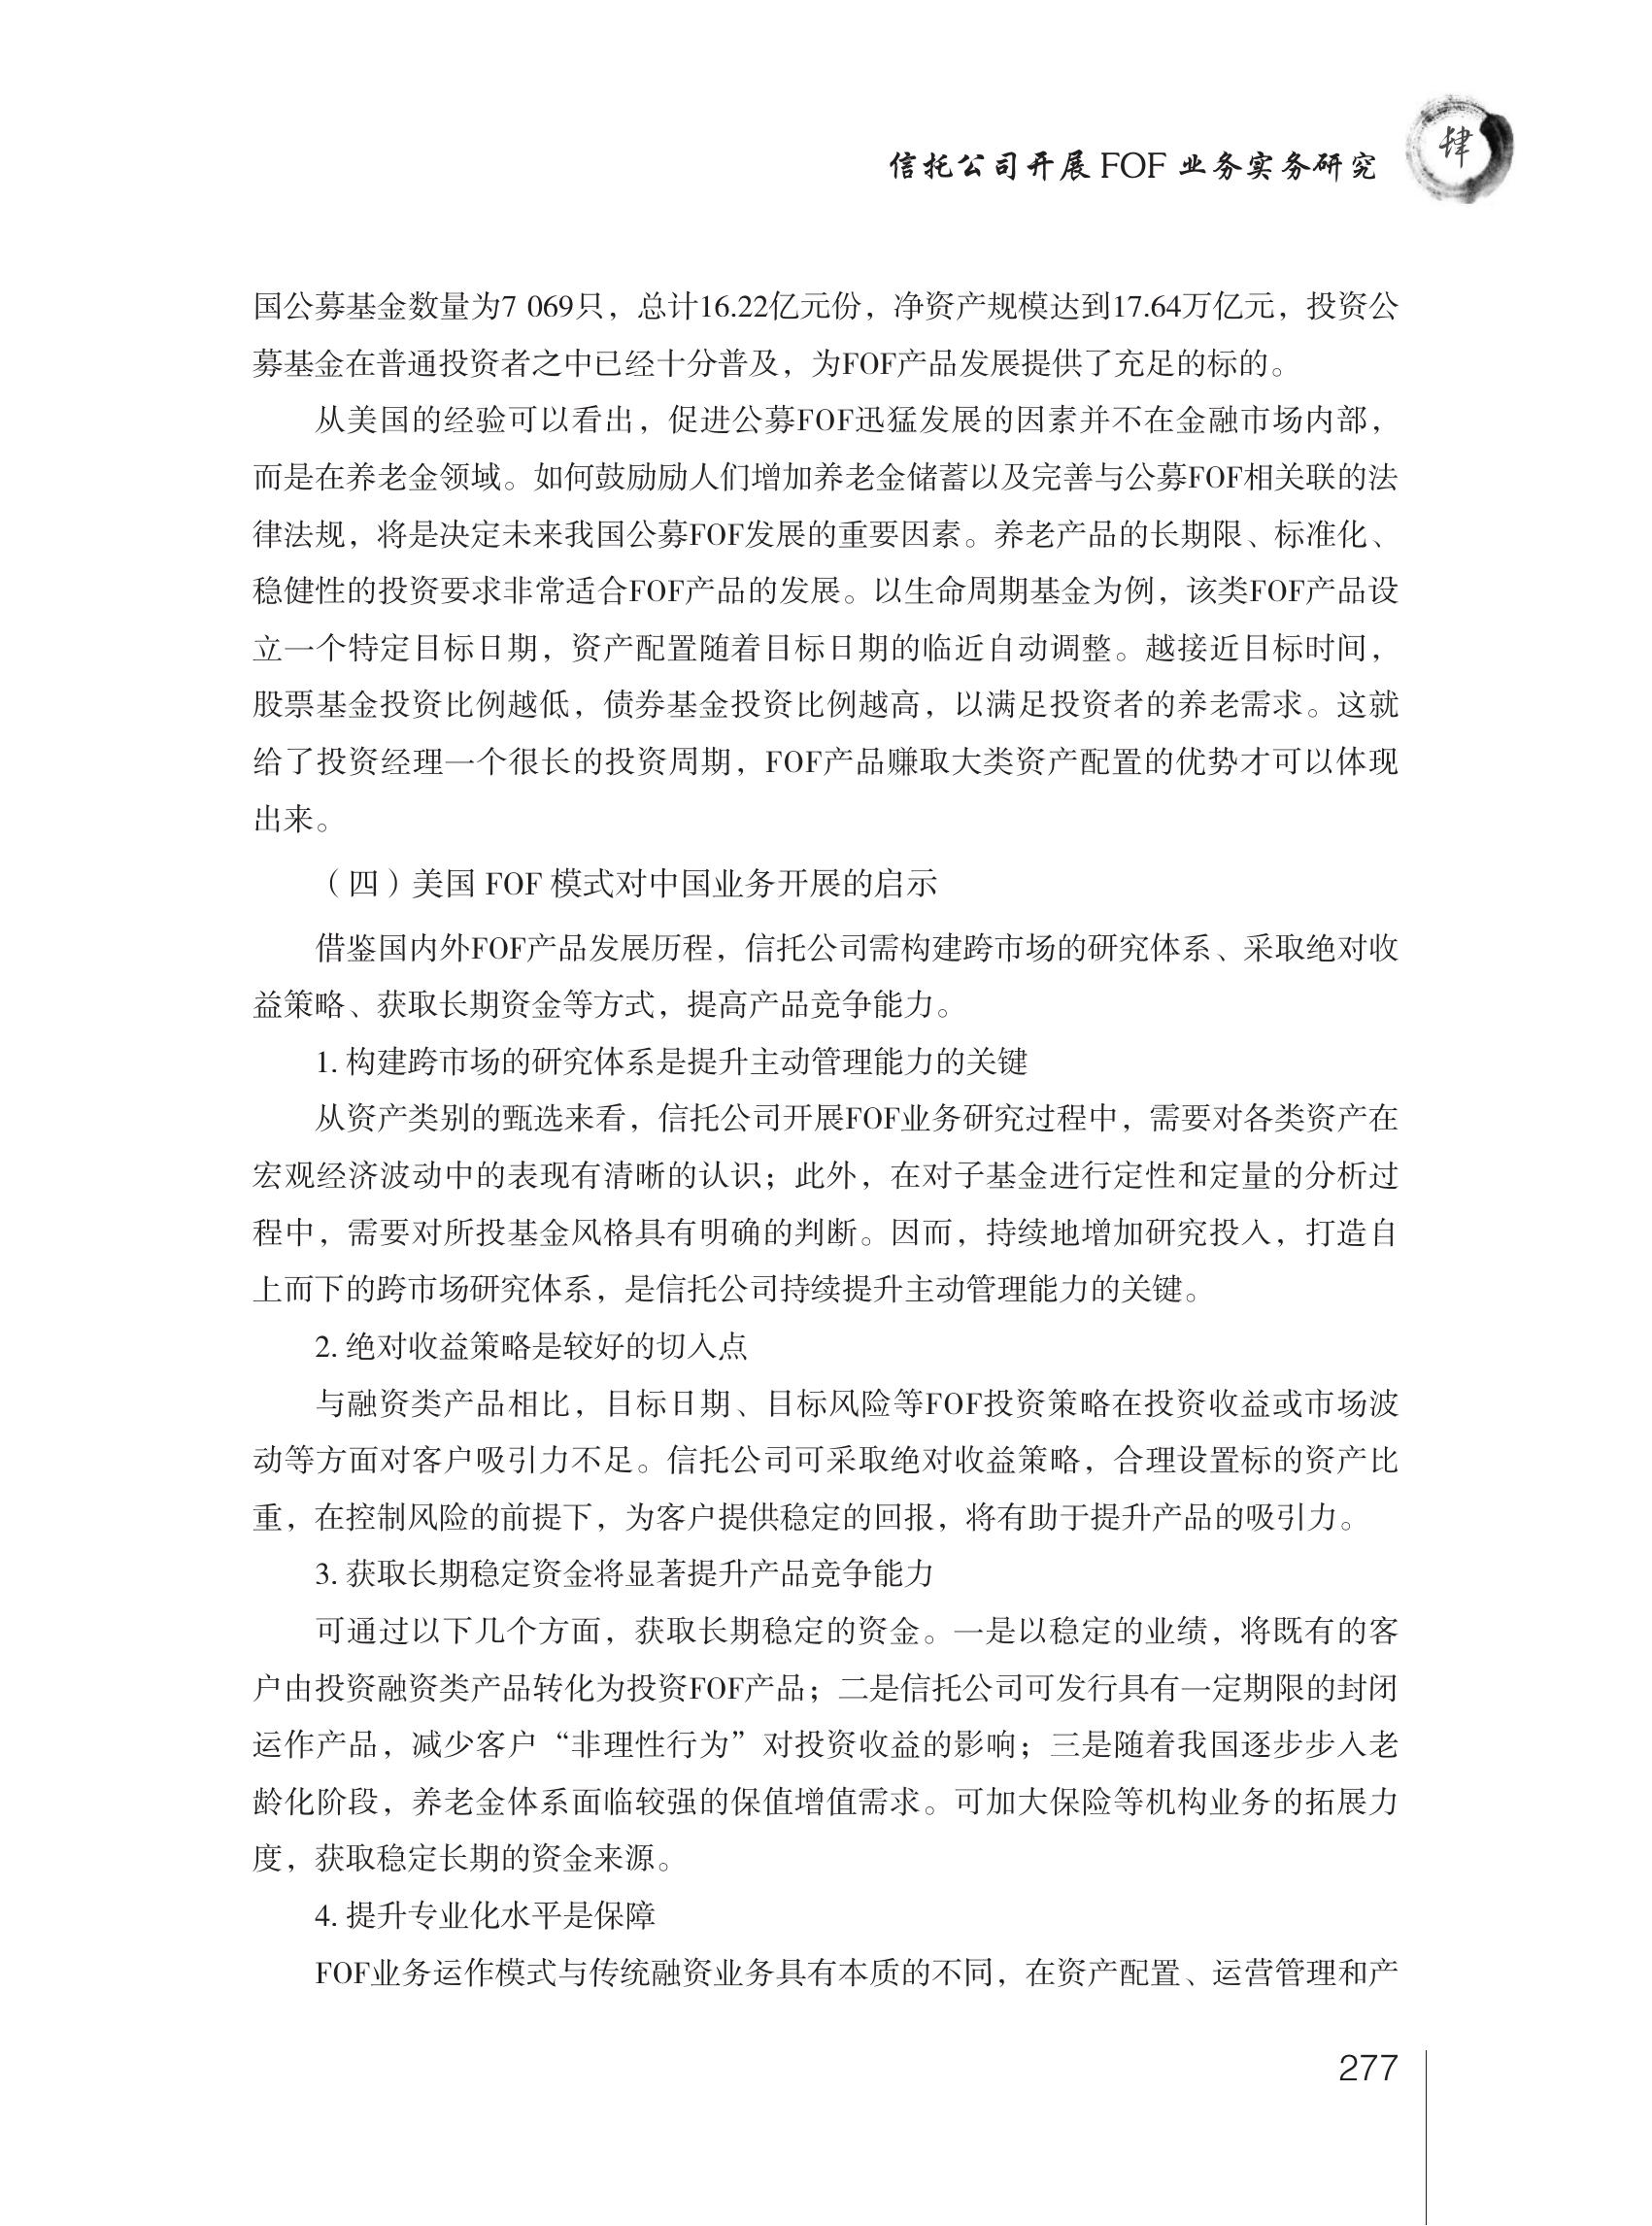 信托公司开展 FOF 业务实务研究
肆
国公募基金数量为7 069只，总计16.22亿元份，净资产规模达到17.64万亿元，投资公
募基金在普通投资者之中已经十分普及，为FOF产品发展提供了充足的标的。
从美国的经验可以看出，促进公募FOF迅猛发展的因素并不在金融市场内部，
而是在养老金领域。如何鼓励励人们增加养老金储蓄以及完善与公募FOF相关联的法
律法规，将是决定未来我国公募FOF发展的重要因素。养老产品的长期限、标准化、
稳健性的投资要求非常适合FOF产品的发展。以生命周期基金为例，该类FOF产品设
立一个特定目标日期，资产配置随着目标日期的临近自动调整。越接近目标时间，
股票基金投资比例越低，债券基金投资比例越高，以满足投资者的养老需求。这就
给了投资经理一个很长的投资周期，FOF产品赚取大类资产配置的优势才可以体现
出来。
（四）美国 FOF 模式对中国业务开展的启示
借鉴国内外FOF产品发展历程，信托公司需构建跨市场的研究体系、采取绝对收
益策略、获取长期资金等方式，提高产品竞争能力。
1. 构建跨市场的研究体系是提升主动管理能力的关键
从资产类别的甄选来看，信托公司开展FOF业务研究过程中，需要对各类资产在
宏观经济波动中的表现有清晰的认识；此外，在对子基金进行定性和定量的分析过
程中，需要对所投基金风格具有明确的判断。因而，持续地增加研究投入，打造自
上而下的跨市场研究体系，是信托公司持续提升主动管理能力的关键。
2. 绝对收益策略是较好的切入点
与融资类产品相比，目标日期、目标风险等FOF投资策略在投资收益或市场波
动等方面对客户吸引力不足。信托公司可采取绝对收益策略，合理设置标的资产比
重，在控制风险的前提下，为客户提供稳定的回报，将有助于提升产品的吸引力。
3. 获取长期稳定资金将显著提升产品竞争能力
可通过以下几个方面，获取长期稳定的资金。一是以稳定的业绩，将既有的客
户由投资融资类产品转化为投资FOF产品；二是信托公司可发行具有一定期限的封闭
运作产品，减少客户“非理性行为”对投资收益的影响；三是随着我国逐步步入老
龄化阶段，养老金体系面临较强的保值增值需求。可加大保险等机构业务的拓展力
度，获取稳定长期的资金来源。
4. 提升专业化水平是保障
FOF业务运作模式与传统融资业务具有本质的不同，在资产配置、运营管理和产
277